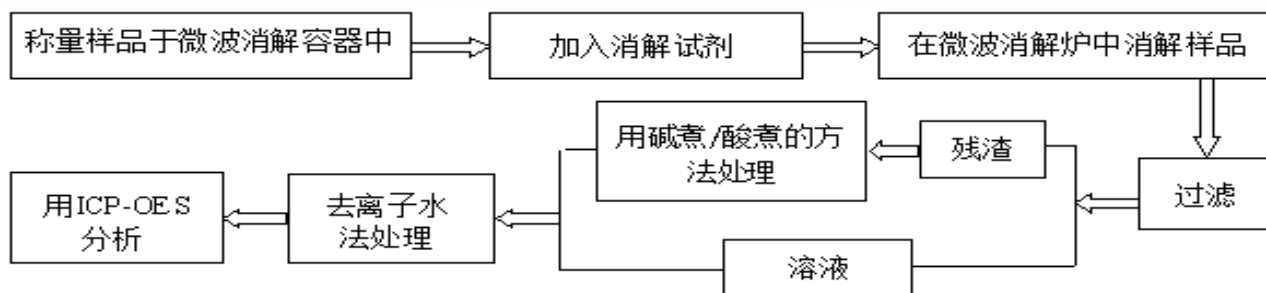 称量样品于微波消解容器中
加入消解试剂
在微波消解炉中消解样品
过滤
残渣
用碱煮/酸煮的方
法处理
溶液
去离子水
法处理
用ICP-OES
分析